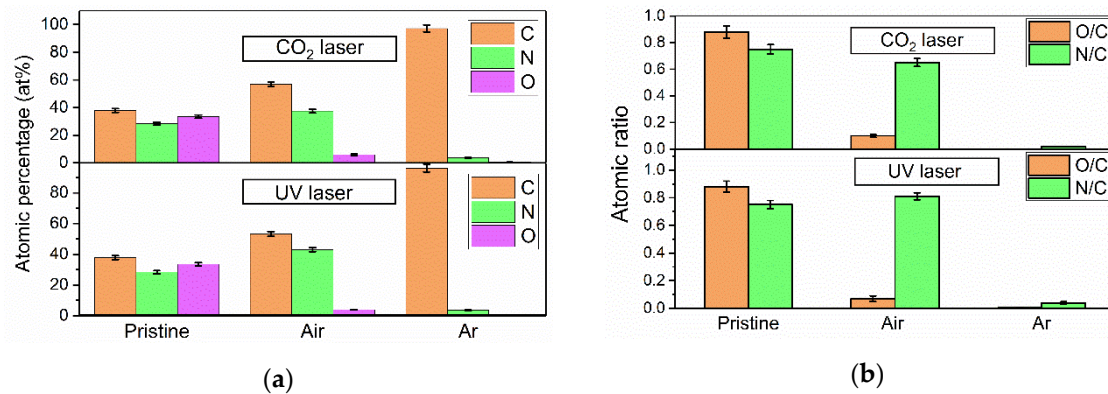 Atomic percentage (at%)
100
80
60
40
20
0
CO₂ laser
C
N
O
80
60
40
20
0
UV laser
C
N
O
Pristine
Air
Ar
(a)
Atomic ratio
1.0
0.8
0.6
0.4
0.2
0.0
CO₂ laser
O/C
N/C
1.0
0.8
0.6
0.4
0.2
0.0
UV laser
O/C
N/C
Pristine
Air
Ar
(b)